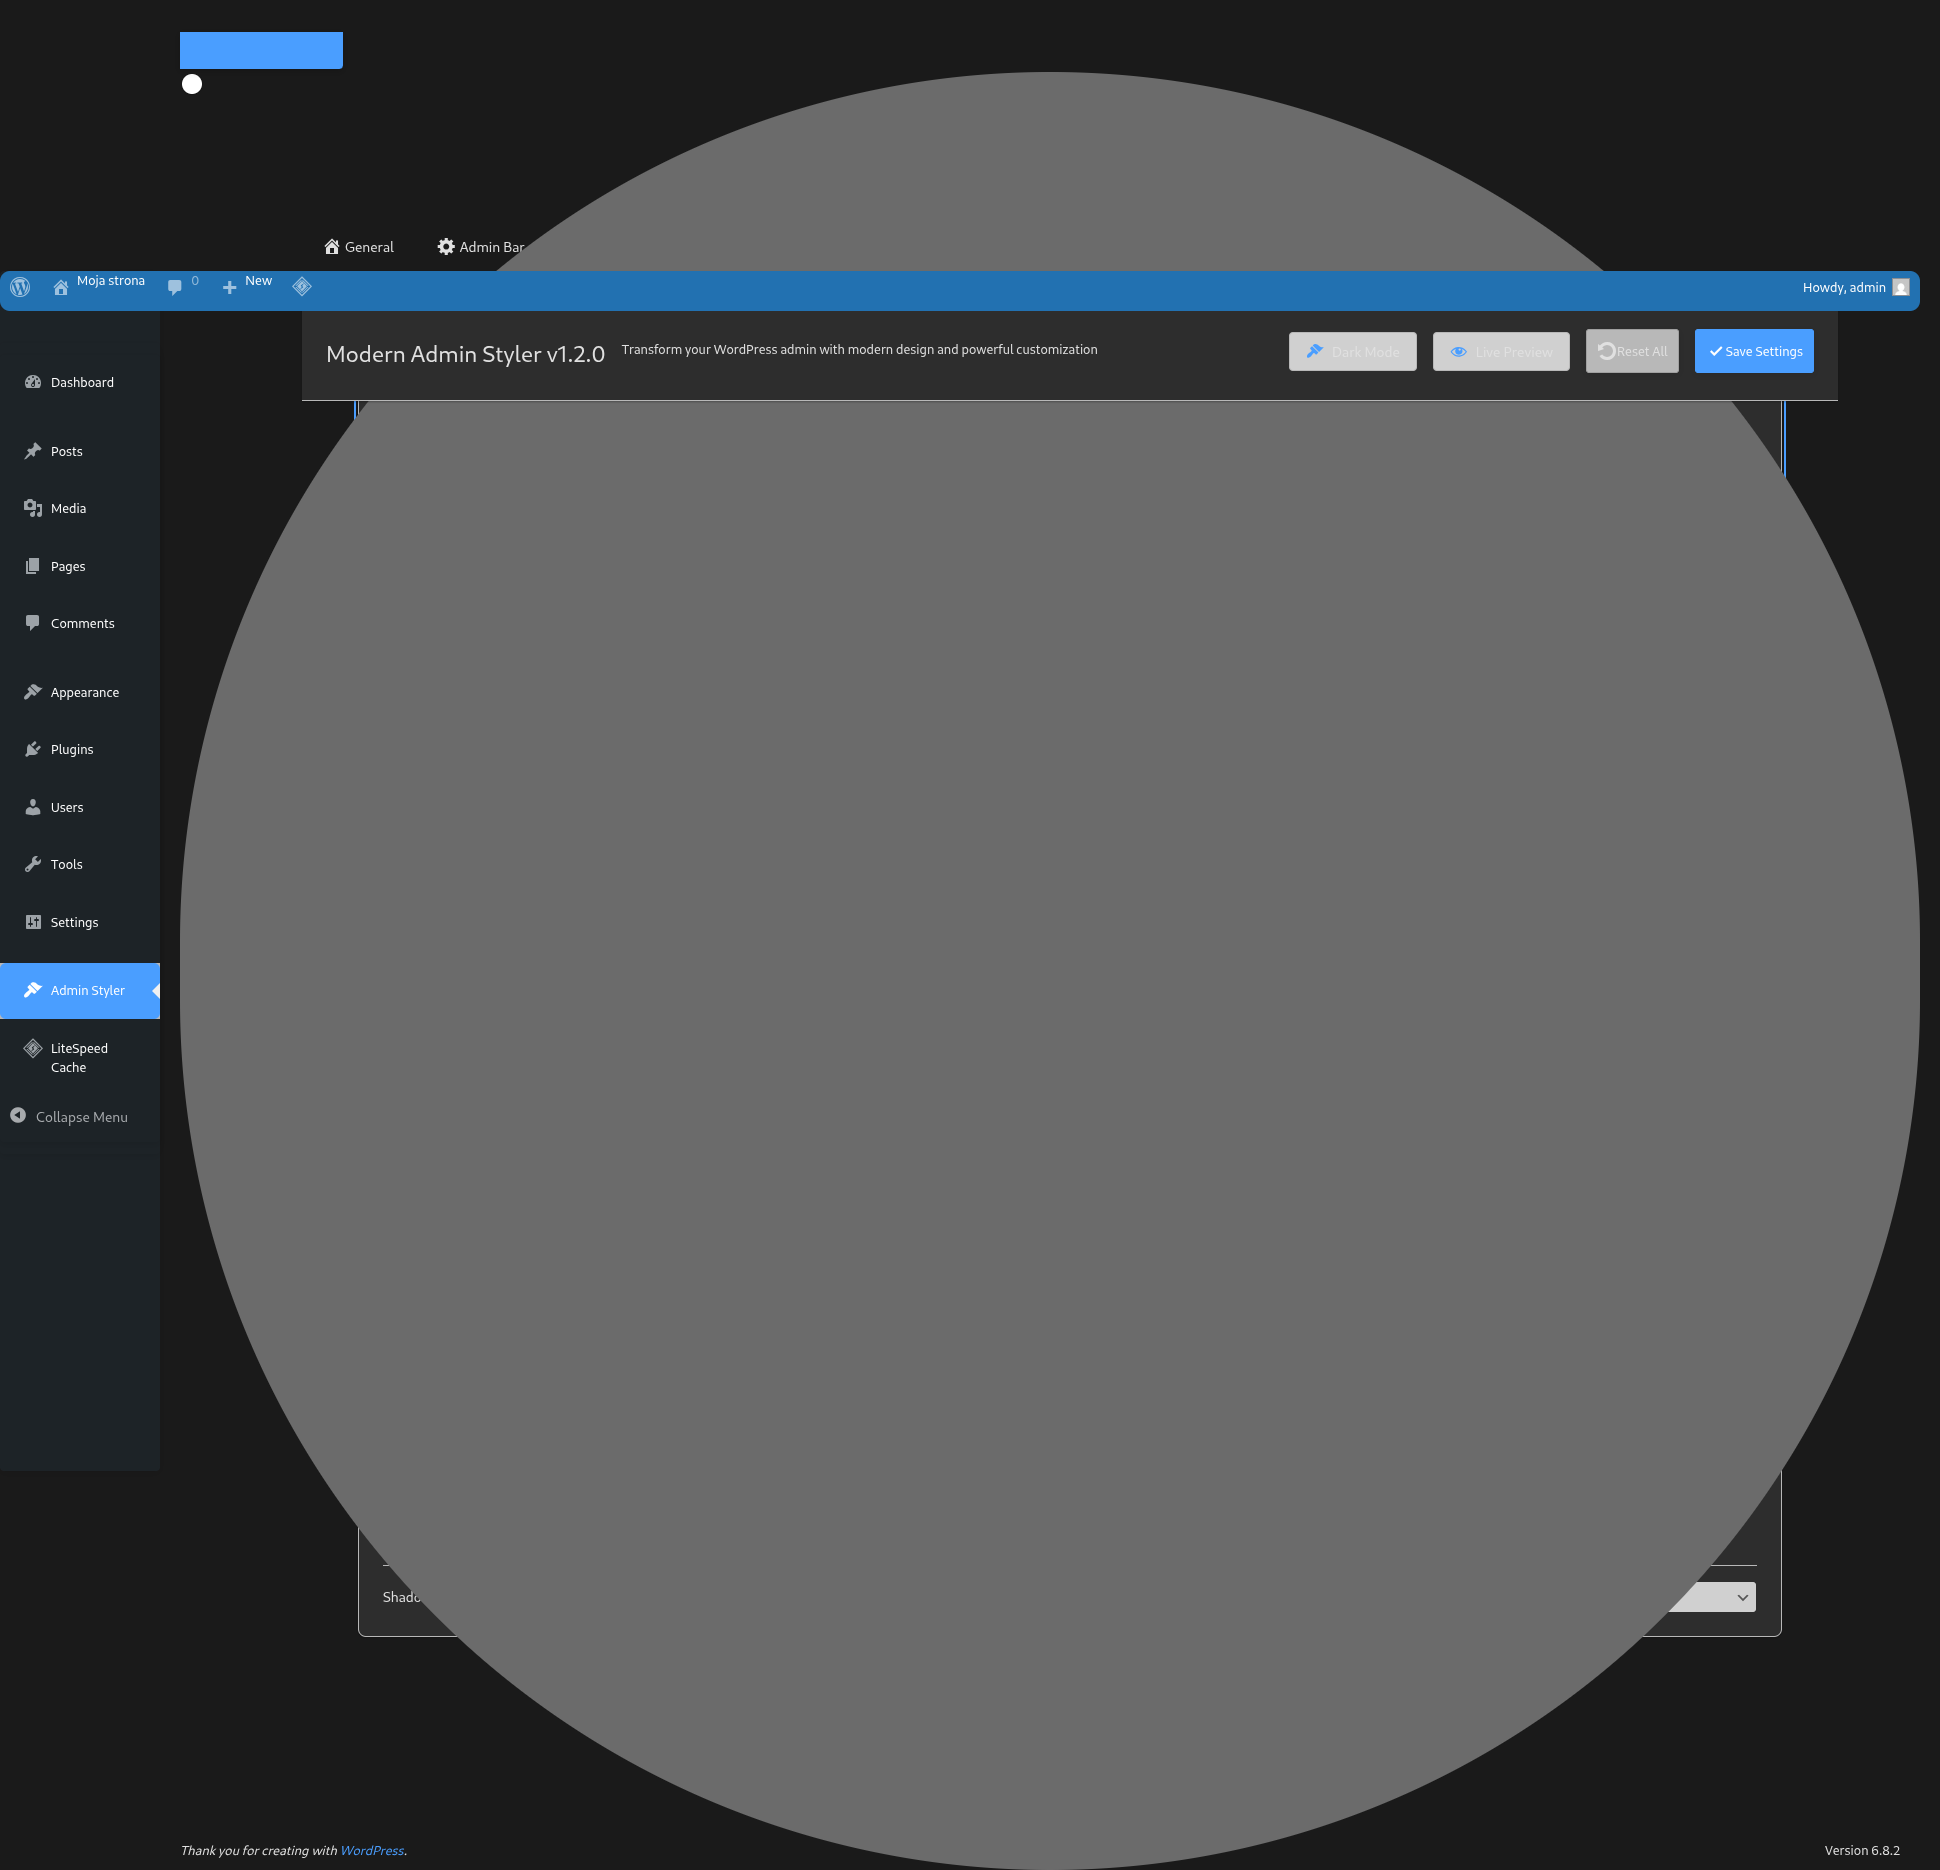 General
Admin Bar
Moja strona
0
New
Howdy, admin
Modern Admin Styler v1.2.0
Transform your WordPress admin with modern design and powerful customization
Dark Mode
Live Preview
Reset All
Save Settings
Dashboard
Posts
Media
Pages
Comments
Appearance
Plugins
Users
Tools
Settings
Admin Styler
LiteSpeed
Cache
Collapse Menu
Thank you for creating with WordPress.
Version 6.8.2